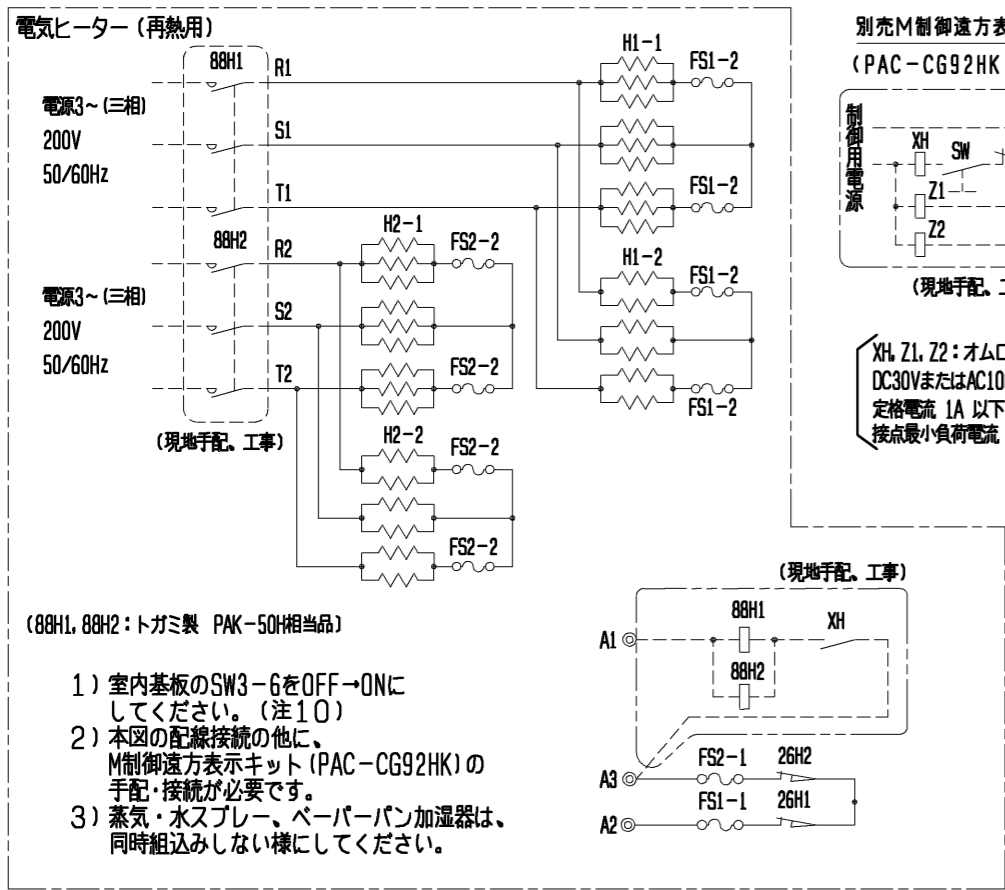 電気ヒーター (再熱用)
88H1
R1
電源3~(三相)
200V
50/60Hz
S1
T1
88H2
R2
電源3~(三相)
200V
50/60Hz
S2
T2
(現地手配、工事)
H1-1
FS1-2
FS1-2
H1-2
FS1-2
FS1-2
H2-1
FS2-2
FS2-2
H2-2
FS2-2
FS2-2
別売M制御遠方表
(PAC-CG92HK
制御用電源
XH
SW
Z1
Z2
(現地手配、
XH, Z1, Z2:オムロ
DC30VまたはAC10
定格電流 1A 以下
接点最小負荷電流
(88H1, 88H2:トガミ製 PAK-50H相当品)
1) 室内基板のSW3-6をOFF→ONに
してください。(注10)
2) 本図の配線接続の他に、
M制御遠方表示キット(PAC-CG92HK)の
手配・接続が必要です。
3) 蒸気・水スプレー、ペーパーパン加湿器は、
同時組込みしない様にしてください。
(現地手配、工事)
A1
88H1
XH
88H2
A3
FS2-1
26H2
FS1-1
26H1
A2